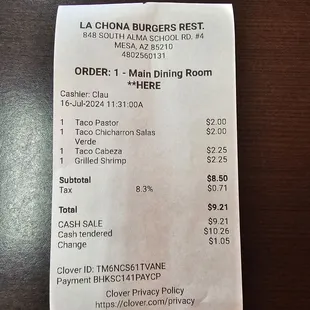 LA CHONA BURGERS REST.
848 SOUTH ALMA SCHOOL RD. #4
MESA, AZ 85210
4802560131
ORDER: 1 - Main Dining Room
**HERE
Cashier: Clau
16-Jul-2024 11:31:00A
1 Taco Pastor $2.00
1 Taco Chicharron Salas $2.00
Verde
1 Taco Cabeza $2.25
1 Grilled Shrimp $2.25
Subtotal $8.50
Tax 8.3% $0.71
Total $9.21
CASH SALE $9.21
Cash tendered $10.26
Change $1.05
Clover ID: TM6NCS61TVANE
Payment BHKSC141PAYCP
Clover Privacy Policy
https://clover.com/privacy